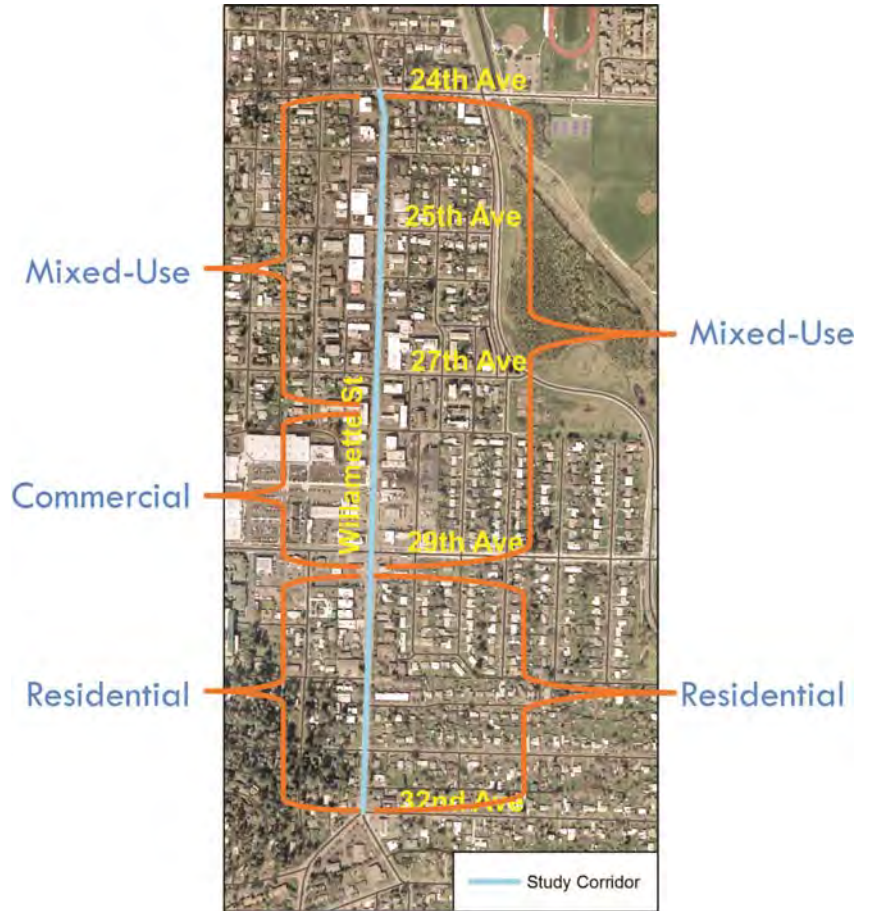 24th Ave
25th Ave
Mixed-Use
Mixed-Use
27th Ave
Willamette St
Commercial
29th Ave
Residential
Residential
32nd Ave
Study Corridor